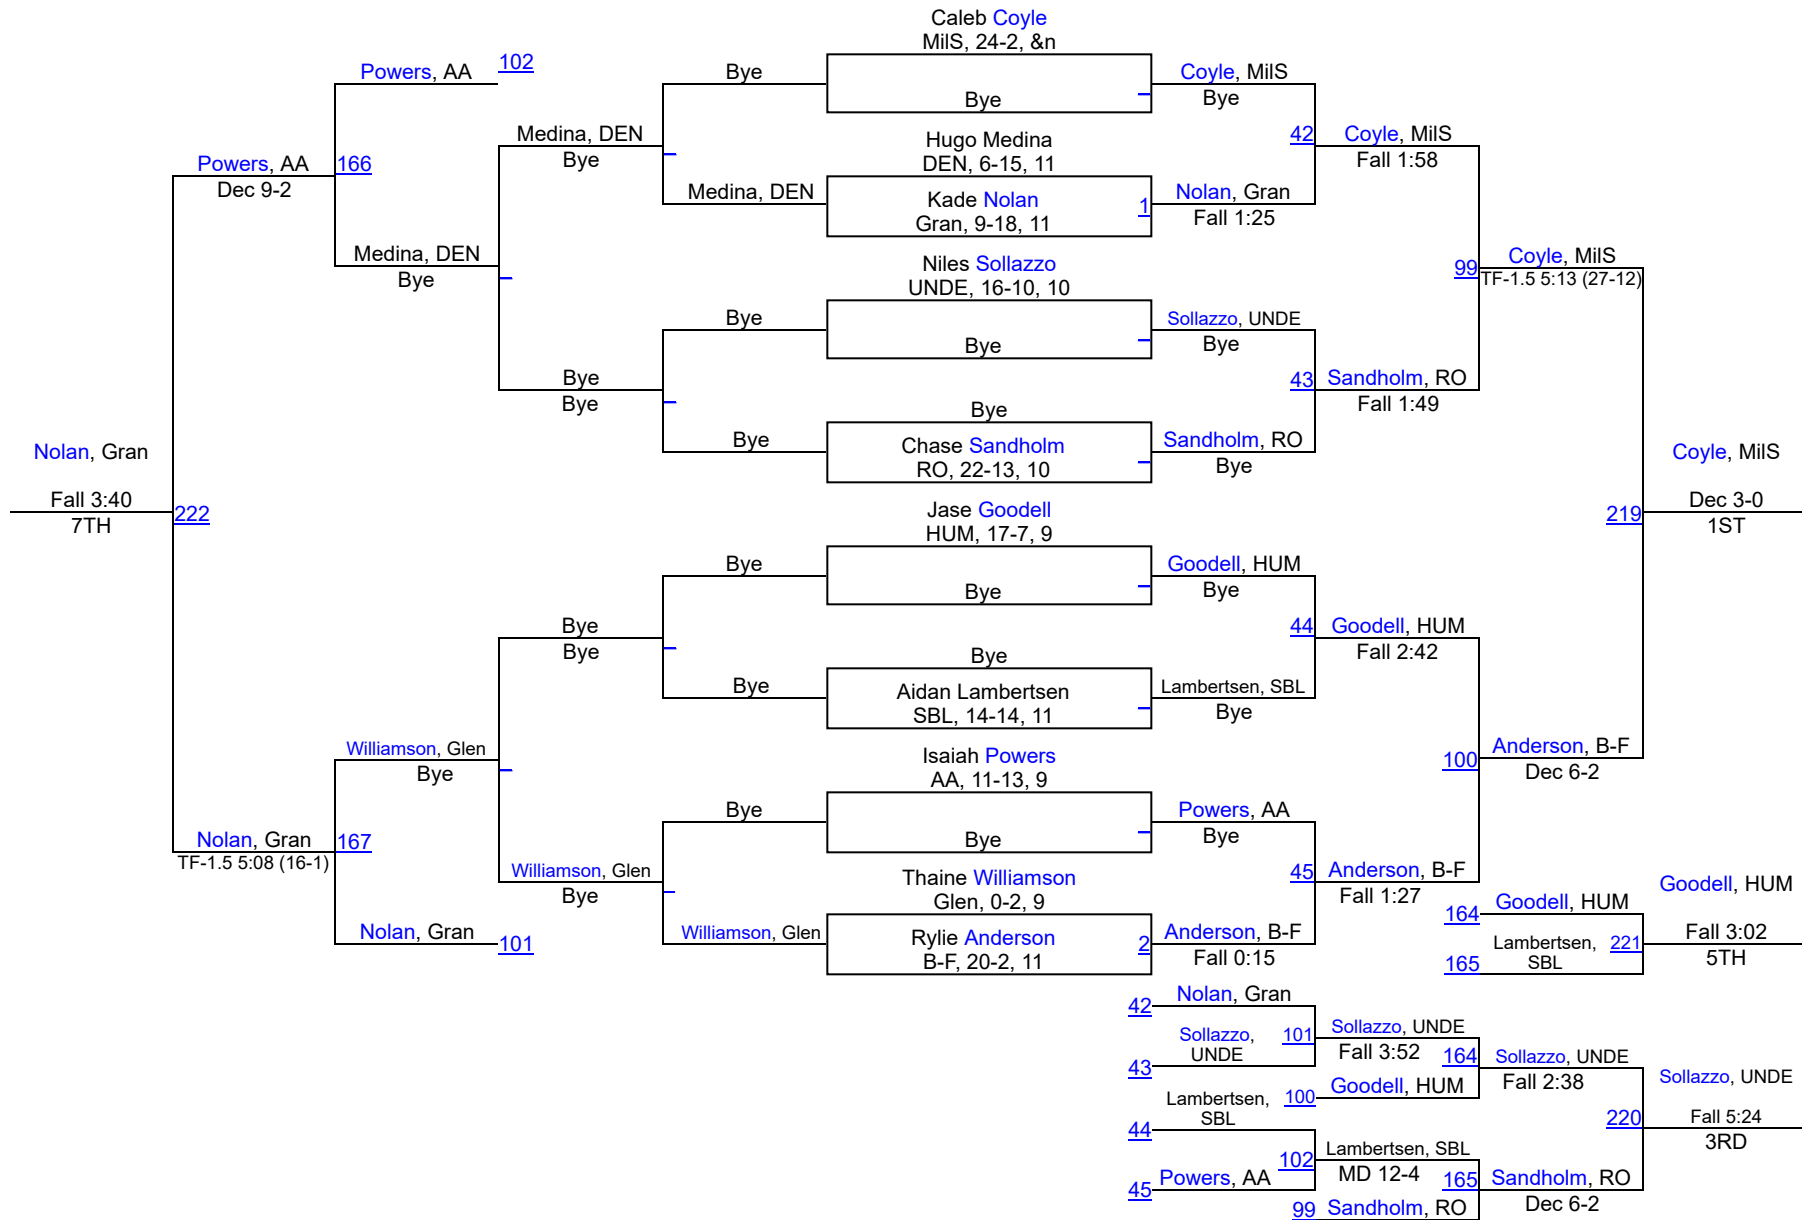 Caleb Coyle
MilS, 24-2, &n
Powers, AA
102
Bye
Bye
Coyle, MilS
Bye
Medina, DEN
Bye
Hugo Medina
DEN, 6-15, 11
42
Coyle, MilS
Fall 1:58
Powers, AA
Dec 9-2
166
Medina, DEN
Kade Nolan
Gran, 9-18, 11
1
Nolan, Gran
Fall 1:25
Medina, DEN
Bye
Niles Sollazzo
UNDE, 16-10, 10
99
Coyle, MilS
TF-1.5 5:13 (27-12)
Bye
Bye
Sollazzo, UNDE
Bye
Bye
Bye
43
Sandholm, RO
Fall 1:49
Bye
Bye
Chase Sandholm
RO, 22-13, 10
Sandholm, RO
Bye
Nolan, Gran
Fall 3:40
7TH
222
Coyle, MilS
Dec 3-0
1ST
219
Jase Goodell
HUM, 17-7, 9
Bye
Bye
Goodell, HUM
Bye
Bye
Bye
44
Goodell, HUM
Fall 2:42
Bye
Bye
Aidan Lambertsen
SBL, 14-14, 11
Lambertsen, SBL
Bye
Williamson, Glen
Bye
Isaiah Powers
AA, 11-13, 9
100
Anderson, B-F
Dec 6-2
Bye
Bye
Powers, AA
Bye
Nolan, Gran
TF-1.5 5:08 (16-1)
167
Williamson, Glen
Bye
Thaine Williamson
Glen, 0-2, 9
45
Anderson, B-F
Fall 1:27
Nolan, Gran
101
Williamson, Glen
Rylie Anderson
B-F, 20-2, 11
2
Anderson, B-F
Fall 0:15
164
Goodell, HUM
Goodell, HUM
Lambertsen,
SBL
165
221
Fall 3:02
5TH
42
Nolan, Gran
Sollazzo,
UNDE
43
101
Sollazzo, UNDE
Fall 3:52
100
Goodell, HUM
164
Sollazzo, UNDE
Fall 2:38
Lambertsen,
SBL
44
Powers, AA
45
102
Lambertsen, SBL
MD 12-4
99
Sandholm, RO
165
Sandholm, RO
Dec 6-2
220
Sollazzo, UNDE
Fall 5:24
3RD